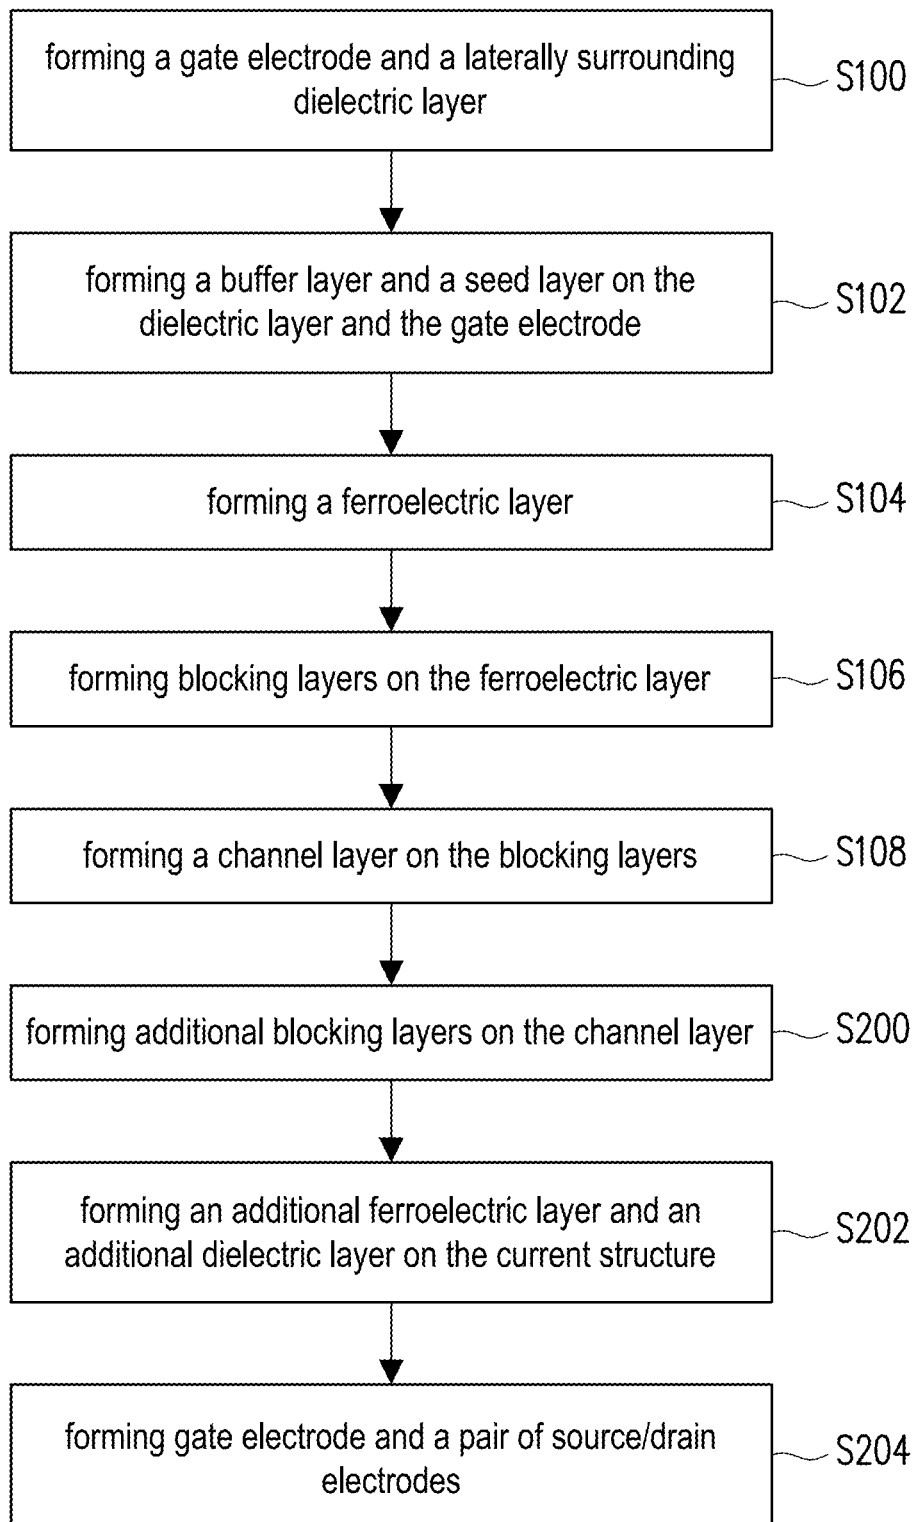 forming a gate electrode and a laterally surrounding
dielectric layer
S100
forming a buffer layer and a seed layer on the
dielectric layer and the gate electrode
S102
forming a ferroelectric layer
S104
forming blocking layers on the ferroelectric layer
S106
forming a channel layer on the blocking layers
S108
forming additional blocking layers on the channel layer
S200
forming an additional ferroelectric layer and an
additional dielectric layer on the current structure
S202
forming gate electrode and a pair of source/drain
electrodes
S204